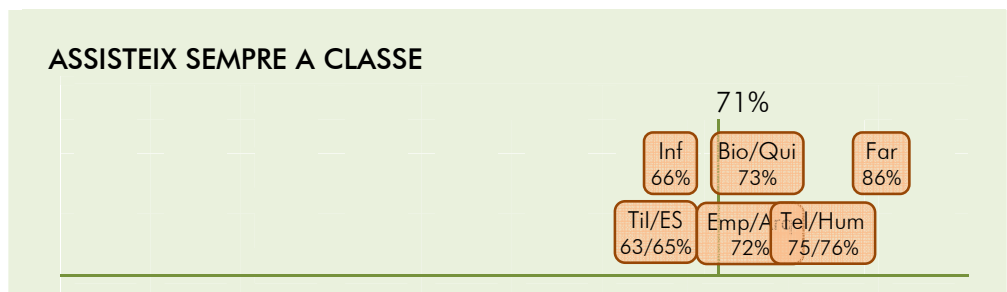 ASSISTEIX SEMPRE A CLASSE
71%
Inf
66%
Bio/Qui
73%
Far
86%
Til/ES
63/65%
Emp/Arq
72%
Tel/Hum
75/76%